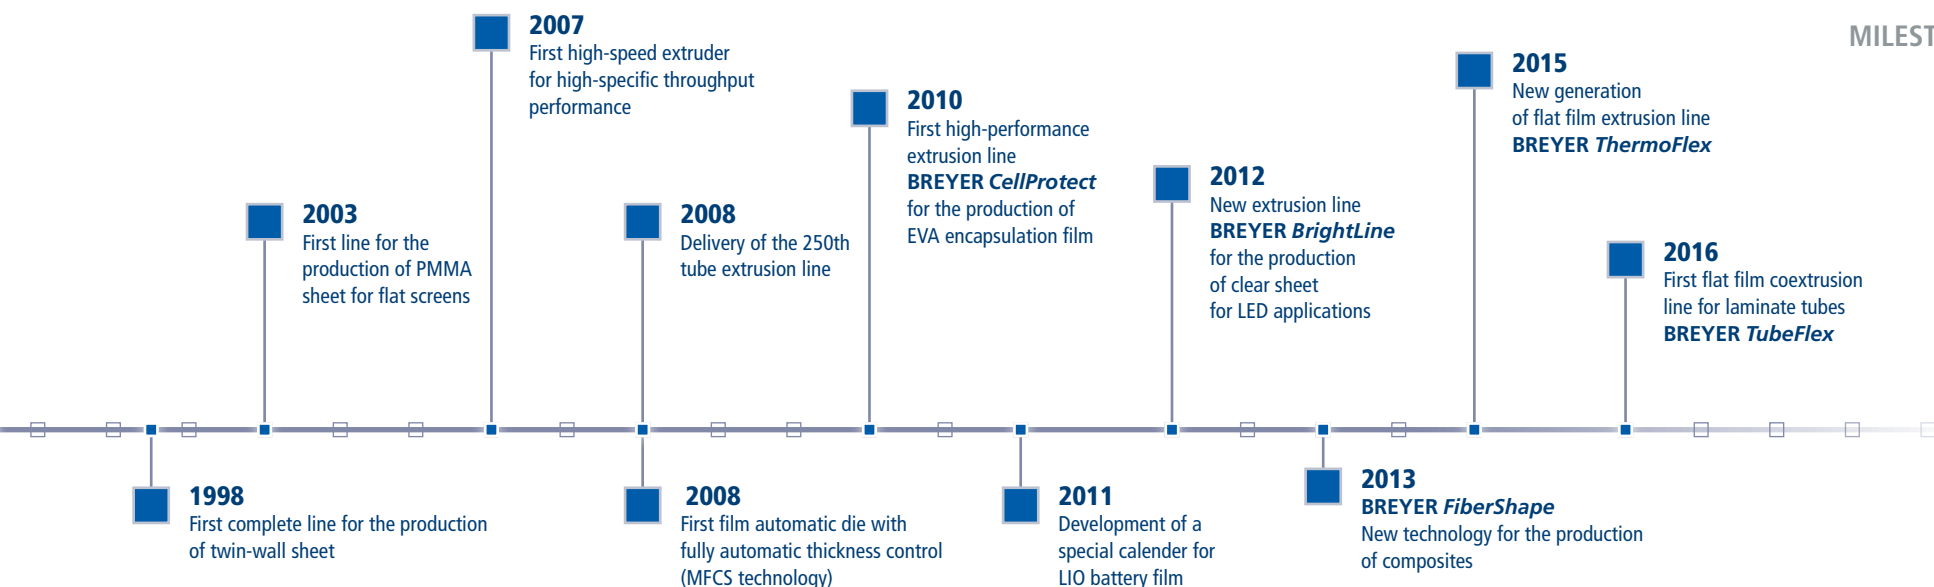 MILEST
2007
First high-speed extruder
for high-specific throughput
performance
2015
New generation
of flat film extrusion line
BREYER ThermoFlex
2010
First high-performance
extrusion line
BREYER CellProtect
for the production of
EVA encapsulation film
2012
New extrusion line
BREYER BrightLine
for the production
of clear sheet
for LED applications
2003
First line for the
production of PMMA
sheet for flat screens
2008
Delivery of the 250th
tube extrusion line
2016
First flat film coextrusion
line for laminate tubes
BREYER TubeFlex
1998
First complete line for the production
of twin-wall sheet
2008
First film automatic die with
fully automatic thickness control
(MFCS technology)
2011
Development of a
special calender for
LIO battery film
2013
BREYER FiberShape
New technology for the production
of composites